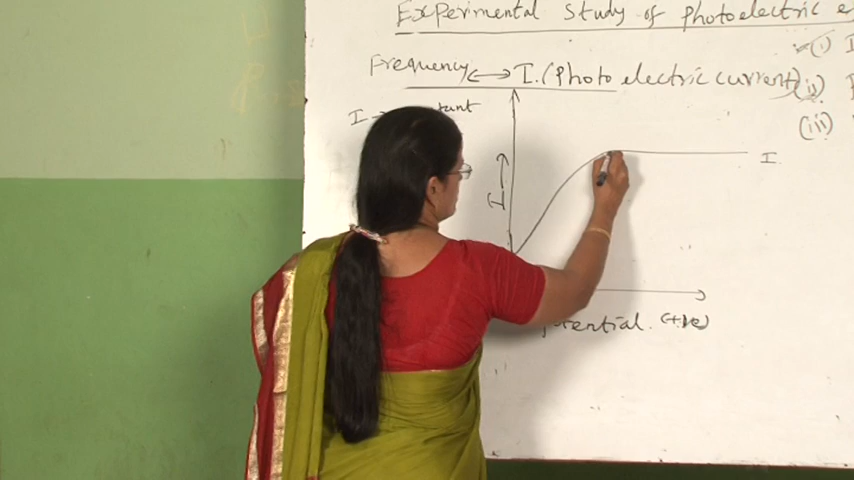 Experimental Study of Photoelectric
(i) I
Frequency ↔ I. (Photo electric current)
(ii)
I →
(iii)
I →
I
potential (+ve)